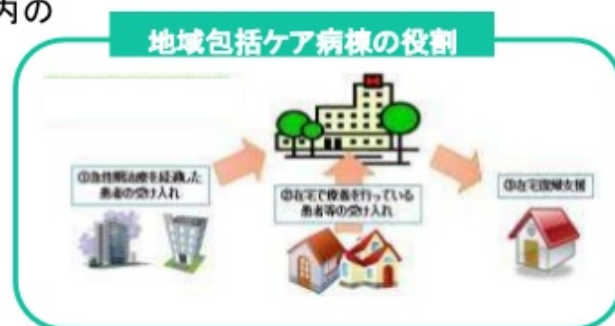 内の
地域包括ケア病棟の役割
①急性期治療を経過した
患者の受け入れ
②在宅で療養を行っている
患者等の受け入れ
③在宅復帰支援